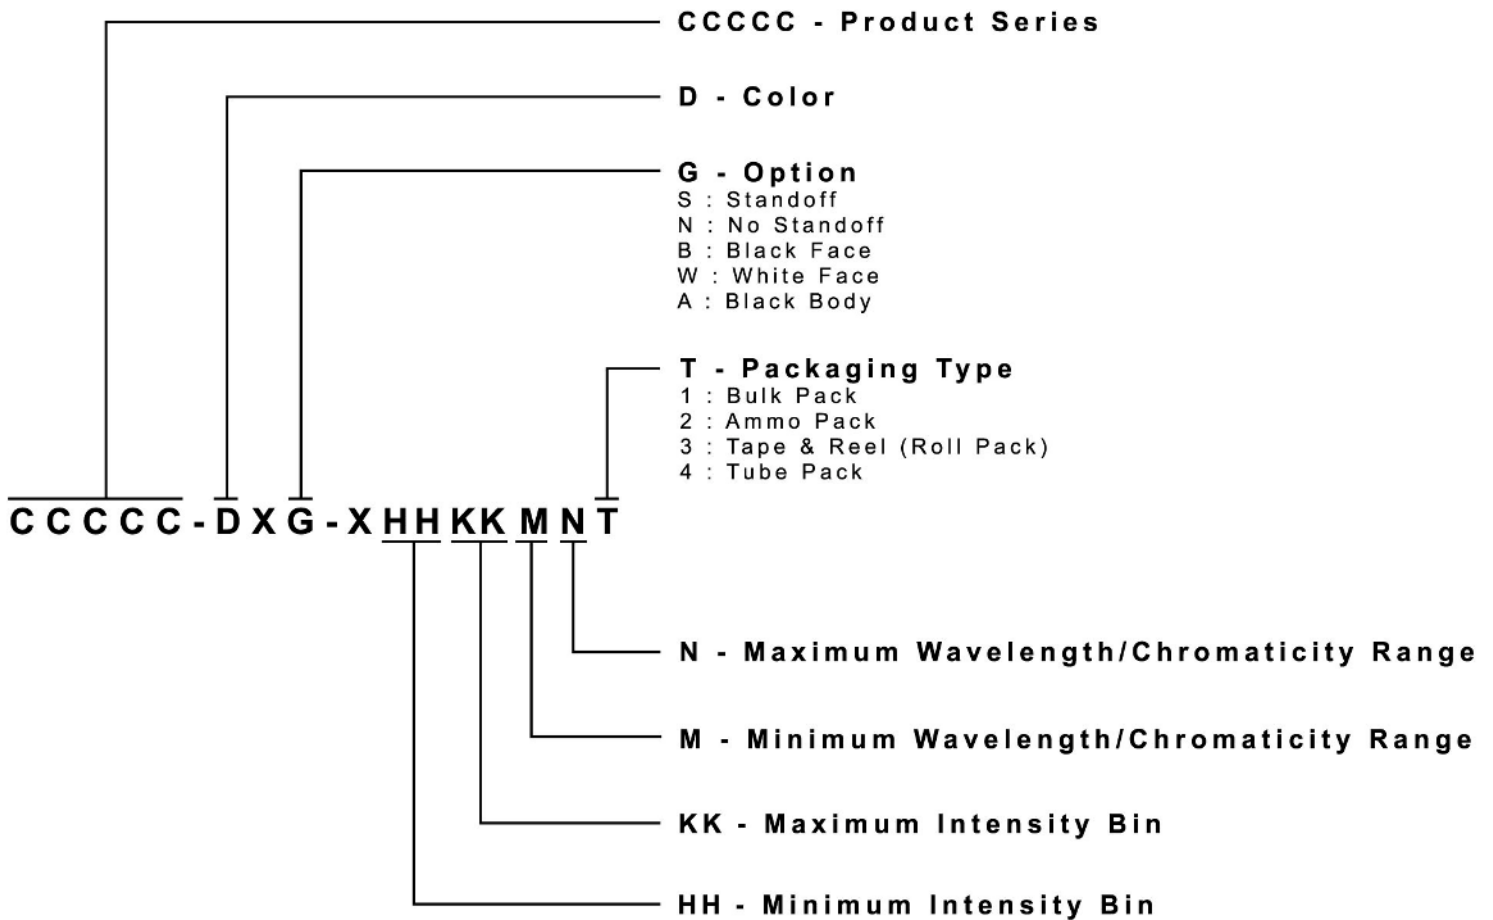 CCCCC - Product Series
D - Color
G - Option
S : Standoff
N : No Standoff
B : Black Face
W : White Face
A : Black Body
T - Packaging Type
1 : Bulk Pack
2 : Ammo Pack
3 : Tape & Reel (Roll Pack)
4 : Tube Pack
CCCCC-DXG-XHHKKMNT
N - Maximum Wavelength/Chromaticity Range
M - Minimum Wavelength/Chromaticity Range
KK - Maximum Intensity Bin
HH - Minimum Intensity Bin